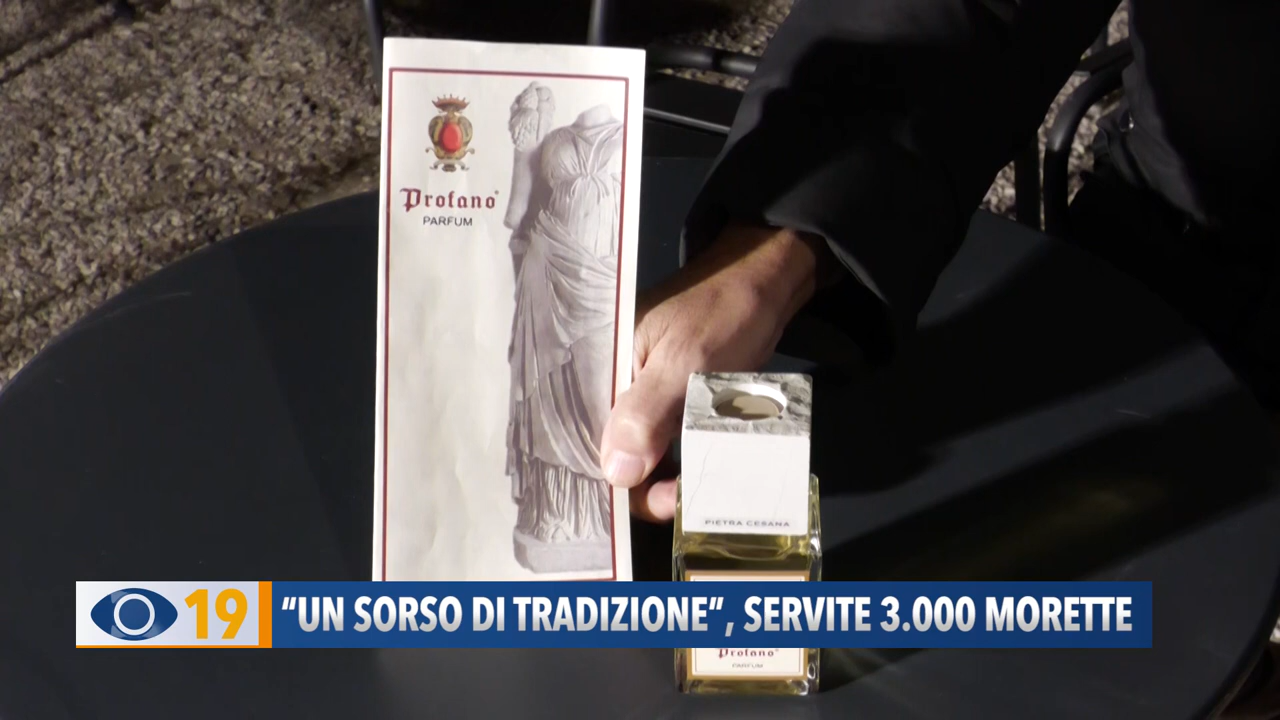 Profano®
PARFUM
PIETRA CESANA
19 “UN SORSO DI TRADIZIONE”, SERVITE 3.000 MORETTE
Profano®
PARFUM